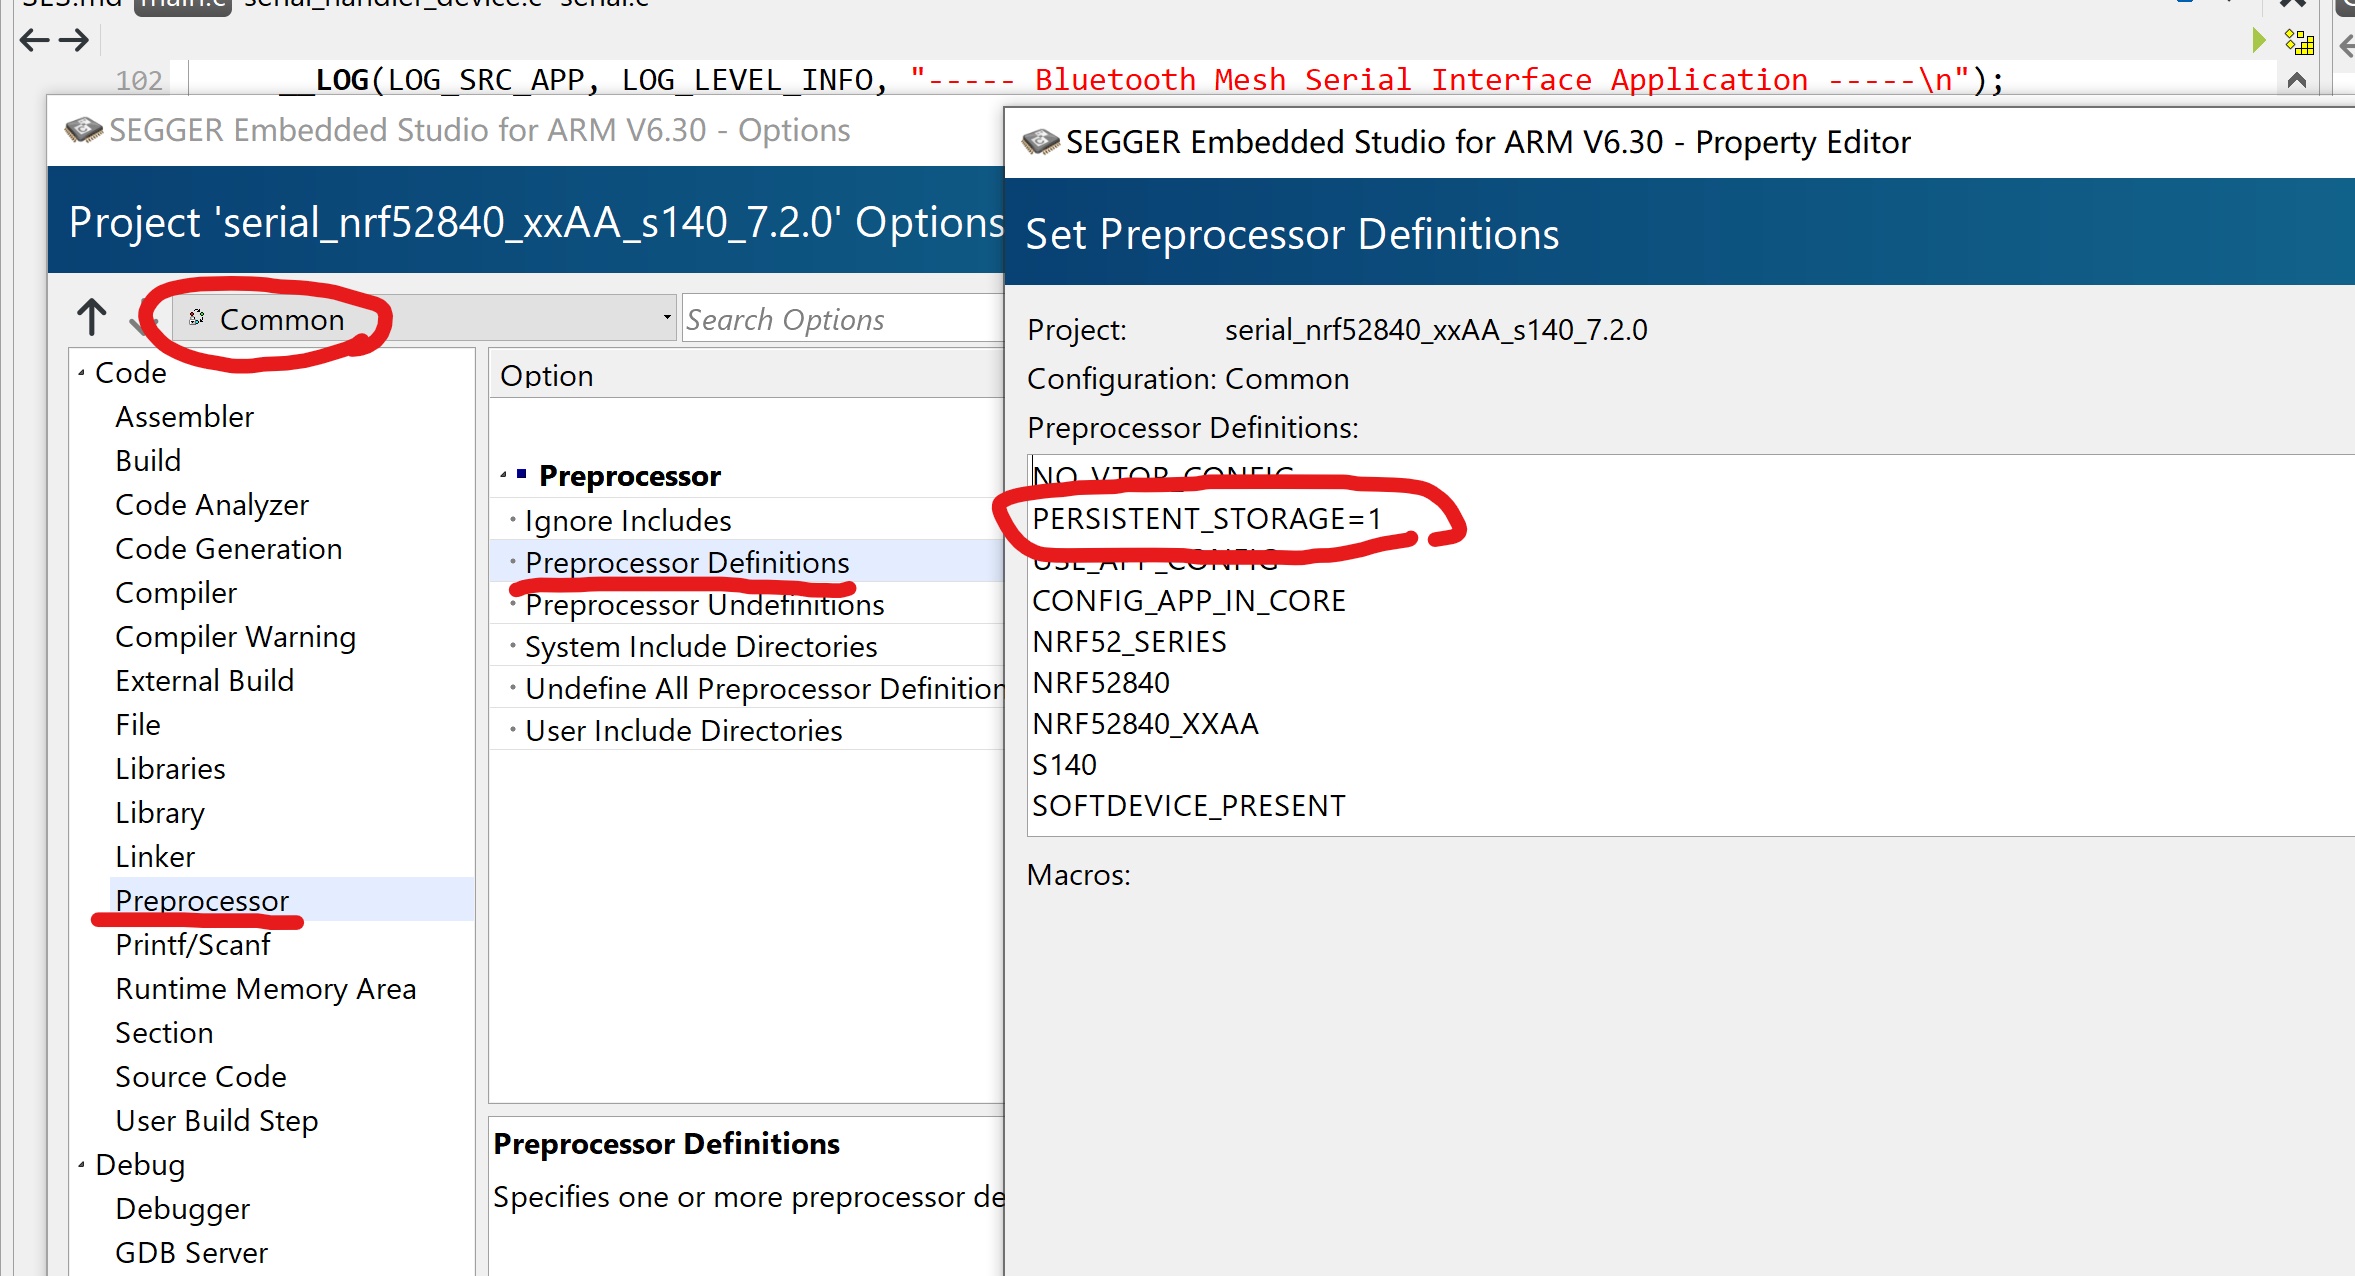 SES.md main.c serial_handler_device.c serial.c
102 __LOG(LOG_SRC_APP, LOG_LEVEL_INFO, "----- Bluetooth Mesh Serial Interface Application -----\n");
SEGGER Embedded Studio for ARM V6.30 - Options
Project 'serial_nrf52840_xxAA_s140_7.2.0' Options
Common
Search Options
Code
Assembler
Build
Code Analyzer
Code Generation
Compiler
Compiler Warning
External Build
File
Libraries
Library
Linker
Preprocessor
Printf/Scanf
Runtime Memory Area
Section
Source Code
User Build Step
Debug
Debugger
GDB Server
Option
Preprocessor
Ignore Includes
Preprocessor Definitions
Preprocessor Undefinitions
System Include Directories
Undefine All Preprocessor Definition
User Include Directories
Preprocessor Definitions
Specifies one or more preprocessor de
SEGGER Embedded Studio for ARM V6.30 - Property Editor
Set Preprocessor Definitions
Project: serial_nrf52840_xxAA_s140_7.2.0
Configuration: Common
Preprocessor Definitions:
NO_VTOR_CONFIG
PERSISTENT_STORAGE=1
USE_APP_CONFIG
CONFIG_APP_IN_CORE
NRF52_SERIES
NRF52840
NRF52840_XXAA
S140
SOFTDEVICE_PRESENT
Macros: